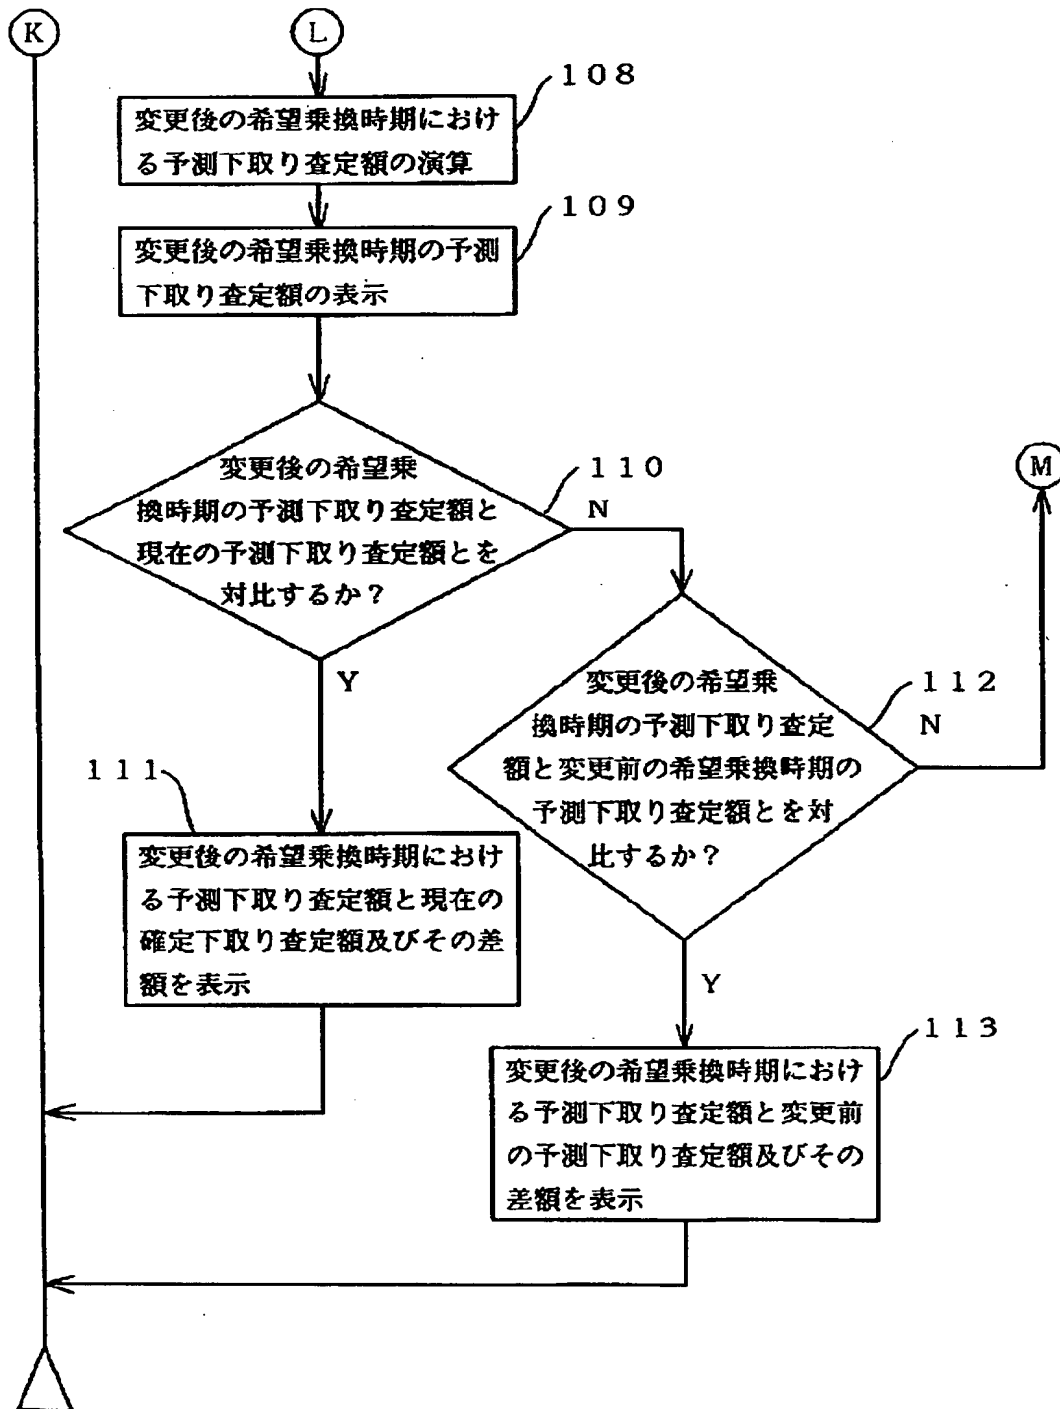 K
L
108
変更後の希望乗換時期におけ
る予測下取り査定額の演算
109
変更後の希望乗換時期の予測
下取り査定額の表示
変更後の希望乗
換時期の予測下取り査定額と
現在の予測下取り査定額とを
対比するか？
110
N
M
Y
変更後の希望乗
換時期の予測下取り査定
額と変更前の希望乗換時期の
予測下取り査定額とを対
比するか？
112
N
111
変更後の希望乗換時期におけ
る予測下取り査定額と現在の
確定下取り査定額及びその差
額を表示
Y
113
変更後の希望乗換時期におけ
る予測下取り査定額と変更前
の予測下取り査定額及びその
差額を表示